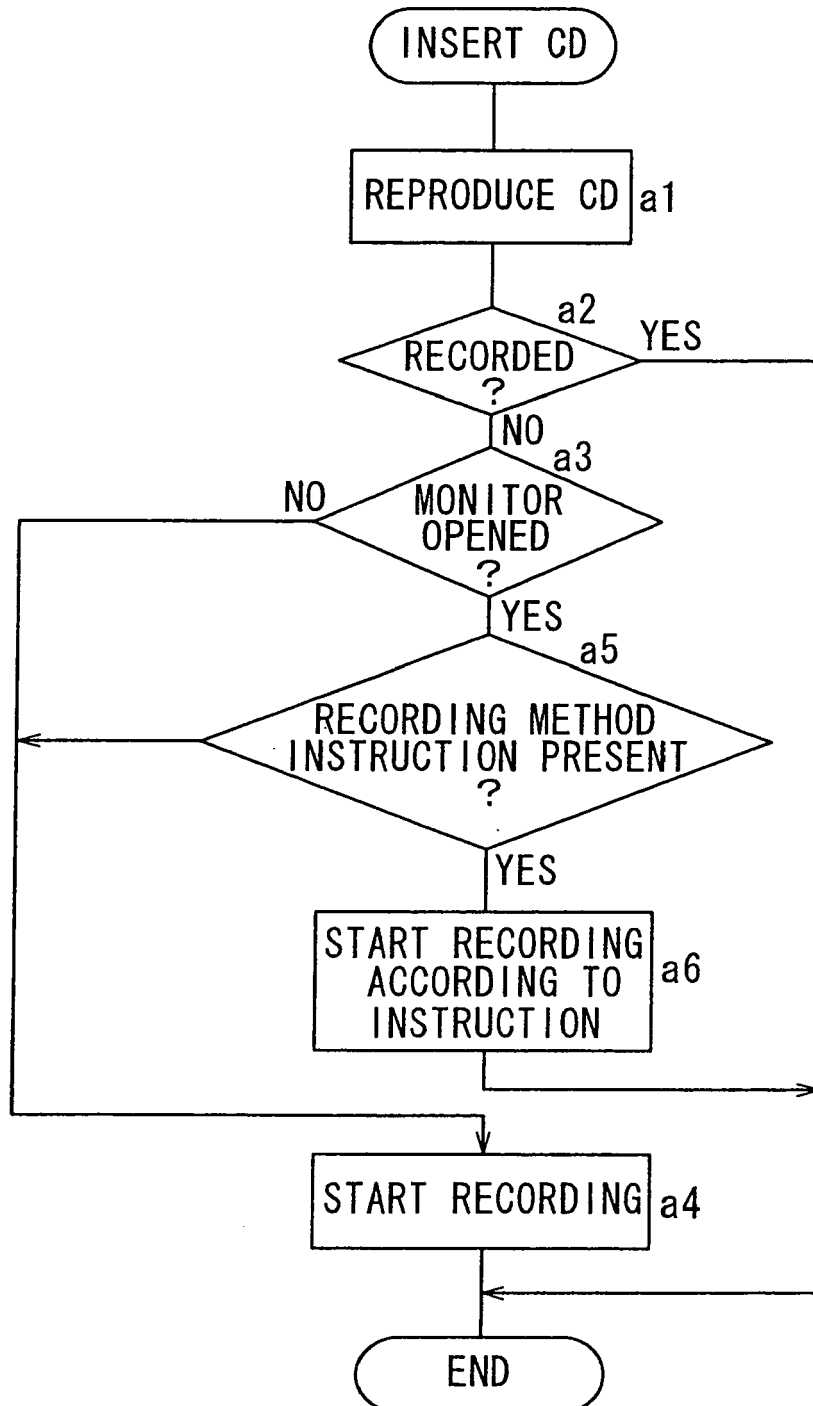 INSERT CD
REPRODUCE CD
a1
a2
YES
RECORDED
?
NO
a3
NO
MONITOR
OPENED
?
YES
a5
RECORDING METHOD
INSTRUCTION PRESENT
?
YES
START RECORDING
ACCORDING TO
INSTRUCTION
a6
START RECORDING
a4
END